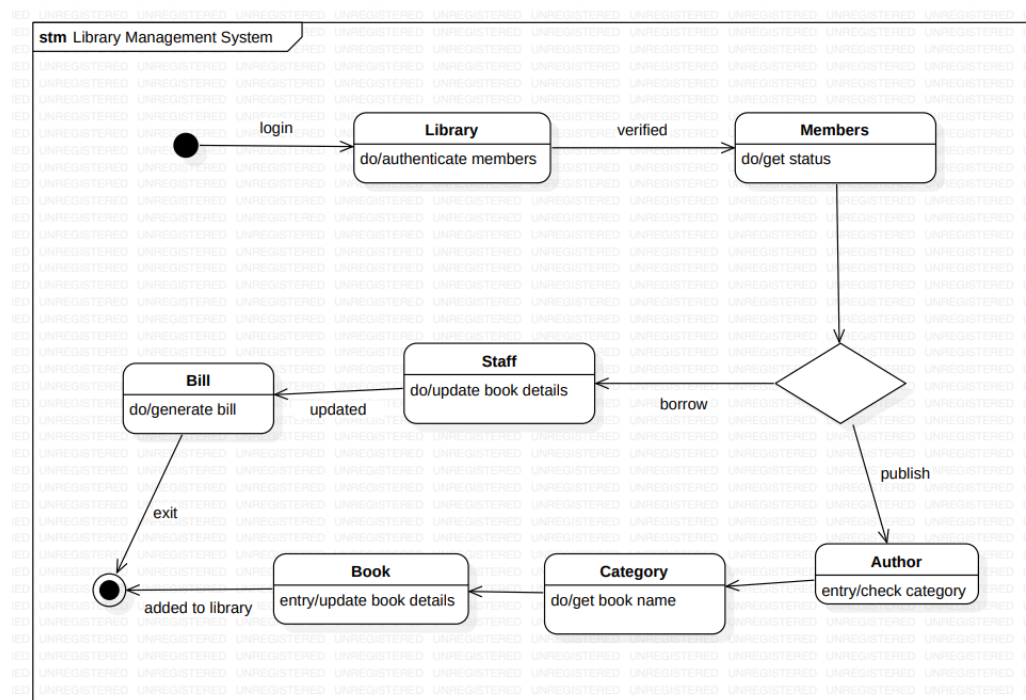 stm Library Management System
login
Library
do/authenticate members
verified
Members
do/get status
Staff
do/update book details
borrow
Bill
do/generate bill
updated
publish
exit
Author
entry/check category
Category
do/get book name
Book
entry/update book details
added to library
UNREGISTERED